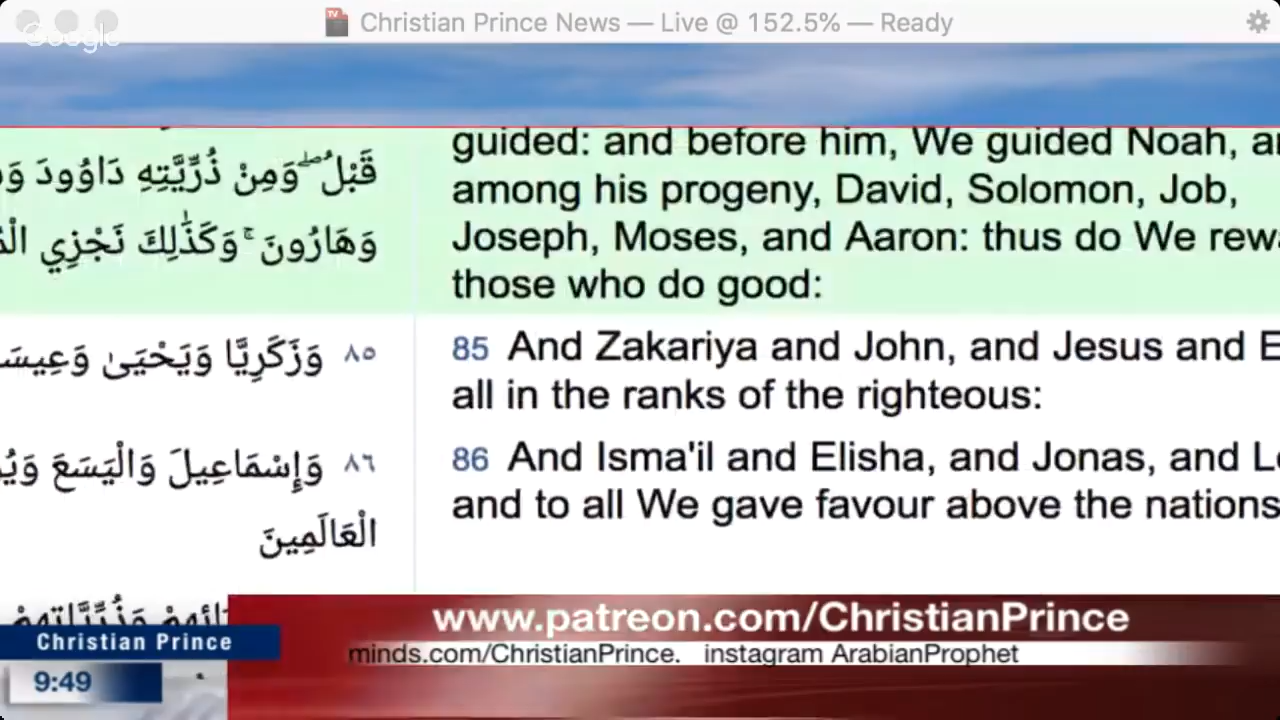 Christian Prince News — Live @ 152.5% — Ready
Google
قَبْلُ ۖ وَمِنْ ذُرِّيَّتِهِ دَاوُودَ
وَهَارُونَ ۚ وَكَذَٰلِكَ نَجْزِي
guided: and before him, We guided Noah,
among his progeny, David, Solomon, Job,
Joseph, Moses, and Aaron: thus do We
those who do good:
٨٥ وَزَكَرِيَّا وَيَحْيَىٰ
85 And Zakariya and John, and Jesus and
all in the ranks of the righteous:
٨٦ وَإِسْمَاعِيلَ وَالْيَسَعَ
الْعَالَمِينَ
86 And Isma'il and Elisha, and Jonas, and
and to all We gave favour above the nations
www.patreon.com/ChristianPrince
Christian Prince
minds.com/ChristianPrince. instagram ArabianProphet
9:49